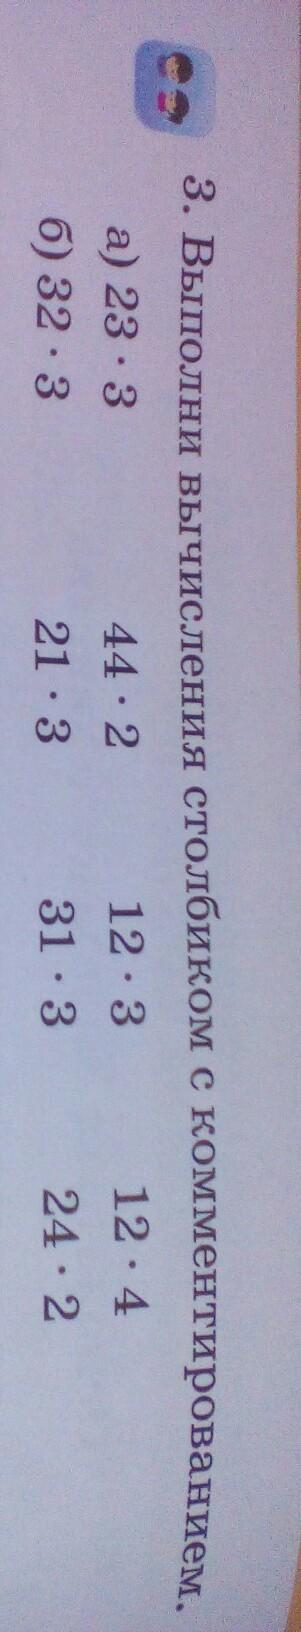 3. Выполни вычисления столбиком с комментированием.
а) 23 · 3 44 · 2 12 · 3 12 · 4
б) 32 · 3 21 · 3 31 · 3 24 · 2